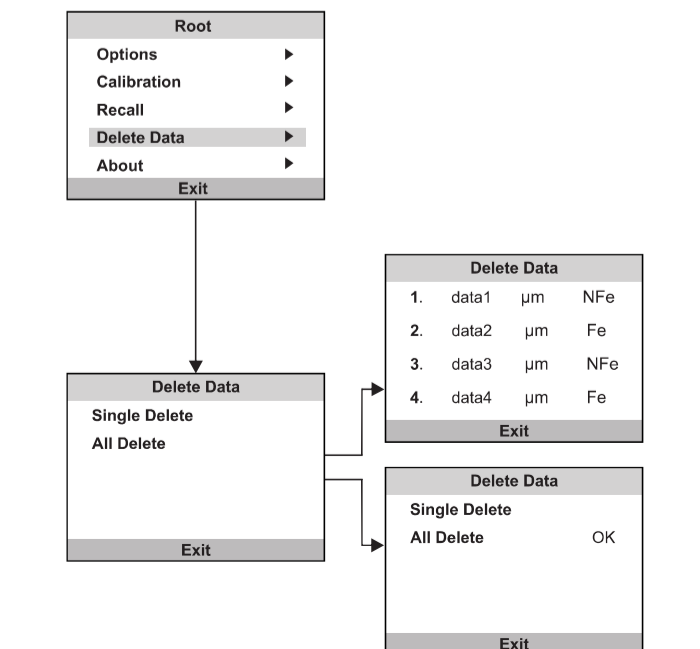 Root
Options
Calibration
Recall
Delete Data
About
Exit
Delete Data
Single Delete
All Delete
Exit
Delete Data
1. data1 µm NFe
2. data2 µm Fe
3. data3 µm NFe
4. data4 µm Fe
Exit
Delete Data
Single Delete
All Delete OK
Exit